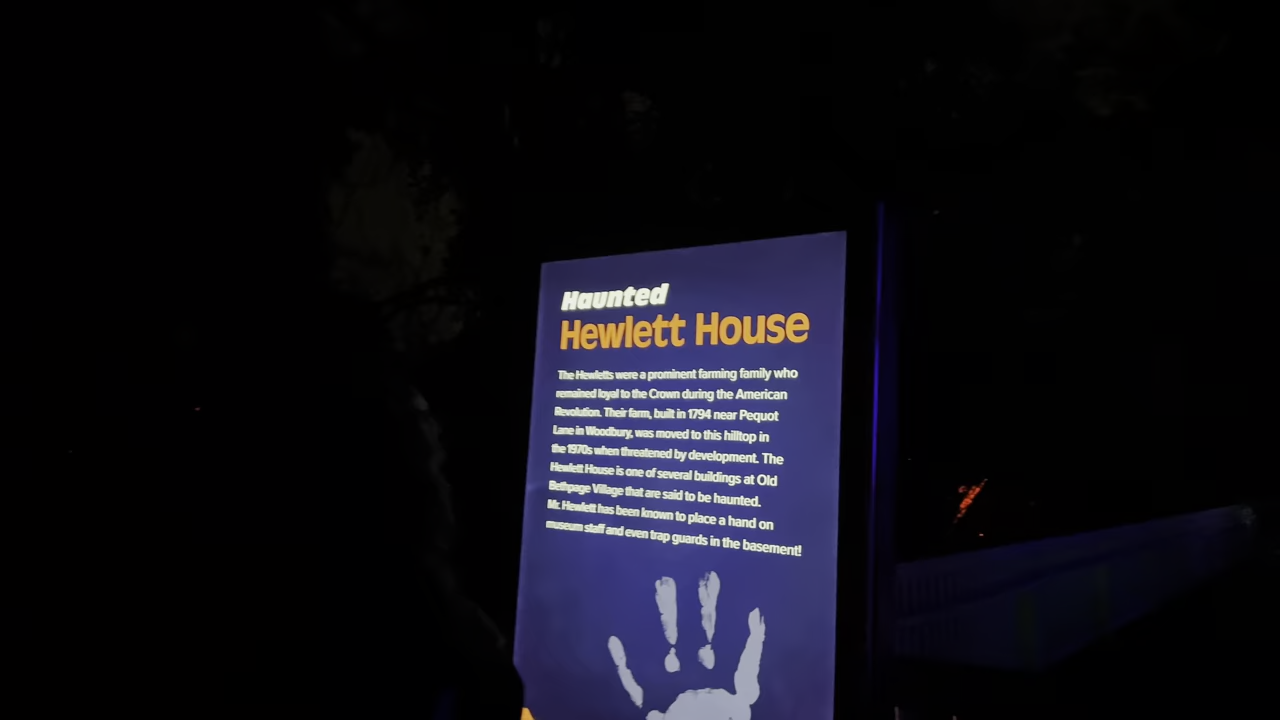 Haunted
Hewlett House
The Hewletts were a prominent farming family who
remained loyal to the Crown during the American
Revolution. Their farm, built in 1794 near Pequot
Lane in Woodbury, was moved to this hilltop in
the 1970s when threatened by development. The
Hewlett House is one of several buildings at Old
Bethpage Village that are said to be haunted.
Mr. Hewlett has been known to place a hand on
museum staff and even trap guards in the basement!